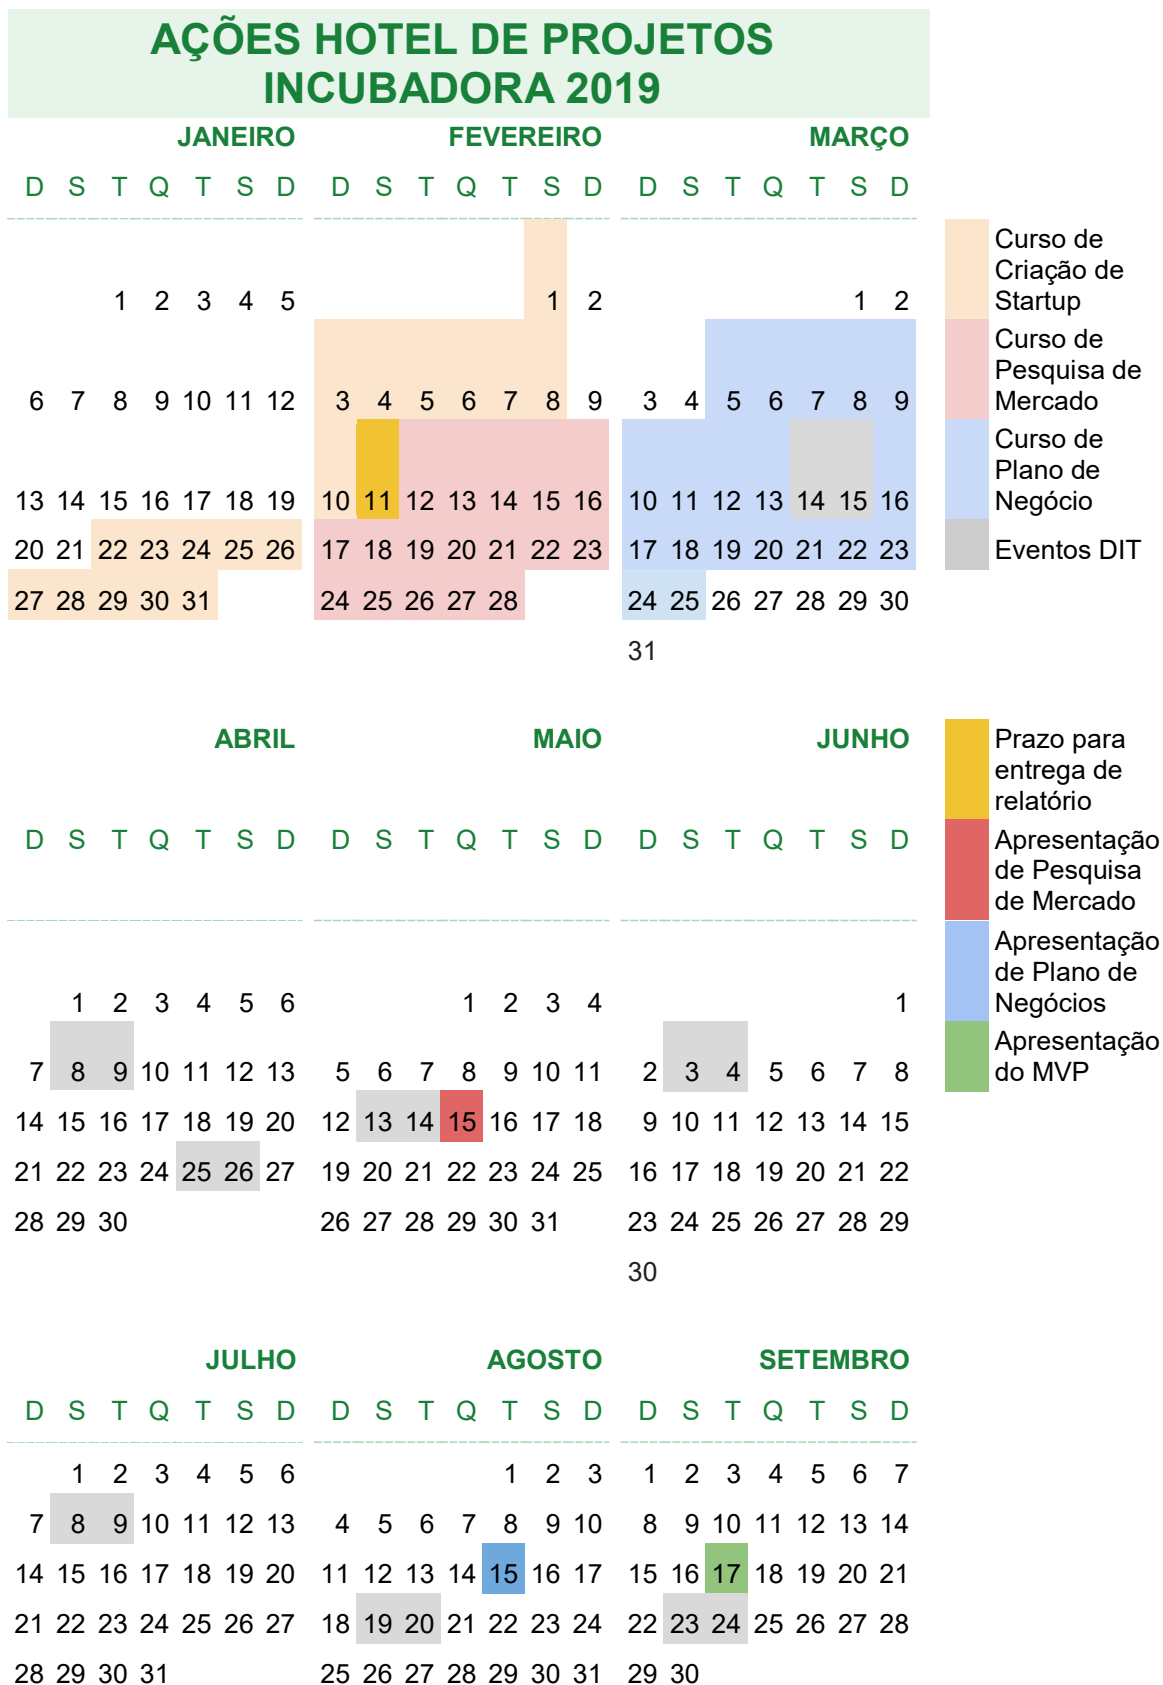 AÇÕES HOTEL DE PROJETOS
INCUBADORA 2019
JANEIRO FEVEREIRO MARÇO
D S T Q T S D D S T Q T S D D S T Q T S D
Curso de
Criação de
1 2 3 4 5 1 2 1 2 Startup
Curso de
Pesquisa de
6 7 8 9 10 11 12 3 4 5 6 7 8 9 3 4 5 6 7 8 9 Mercado
Curso de
Plano de
13 14 15 16 17 18 19 10 11 12 13 14 15 16 10 11 12 13 14 15 16 Negócio
20 21 22 23 24 25 26 17 18 19 20 21 22 23 17 18 19 20 21 22 23 Eventos DIT
27 28 29 30 31 24 25 26 27 28 24 25 26 27 28 29 30
31
ABRIL MAIO JUNHO Prazo para
entrega de
relatório
D S T Q T S D D S T Q T S D D S T Q T S D Apresentação
de Pesquisa
de Mercado
Apresentação
de Plano de
1 2 3 4 5 6 1 2 3 4 1 Negócios
Apresentação
7 8 9 10 11 12 13 5 6 7 8 9 10 11 2 3 4 5 6 7 8 do MVP
14 15 16 17 18 19 20 12 13 14 15 16 17 18 9 10 11 12 13 14 15
21 22 23 24 25 26 27 19 20 21 22 23 24 25 16 17 18 19 20 21 22
28 29 30 26 27 28 29 30 31 23 24 25 26 27 28 29
30
JULHO AGOSTO SETEMBRO
D S T Q T S D D S T Q T S D D S T Q T S D
1 2 3 4 5 6 1 2 3 1 2 3 4 5 6 7
7 8 9 10 11 12 13 4 5 6 7 8 9 10 8 9 10 11 12 13 14
14 15 16 17 18 19 20 11 12 13 14 15 16 17 15 16 17 18 19 20 21
21 22 23 24 25 26 27 18 19 20 21 22 23 24 22 23 24 25 26 27 28
28 29 30 31 25 26 27 28 29 30 31 29 30